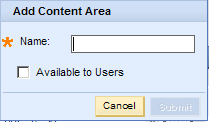 Add Content Area
* Name:
Available to Users
Cancel Submit